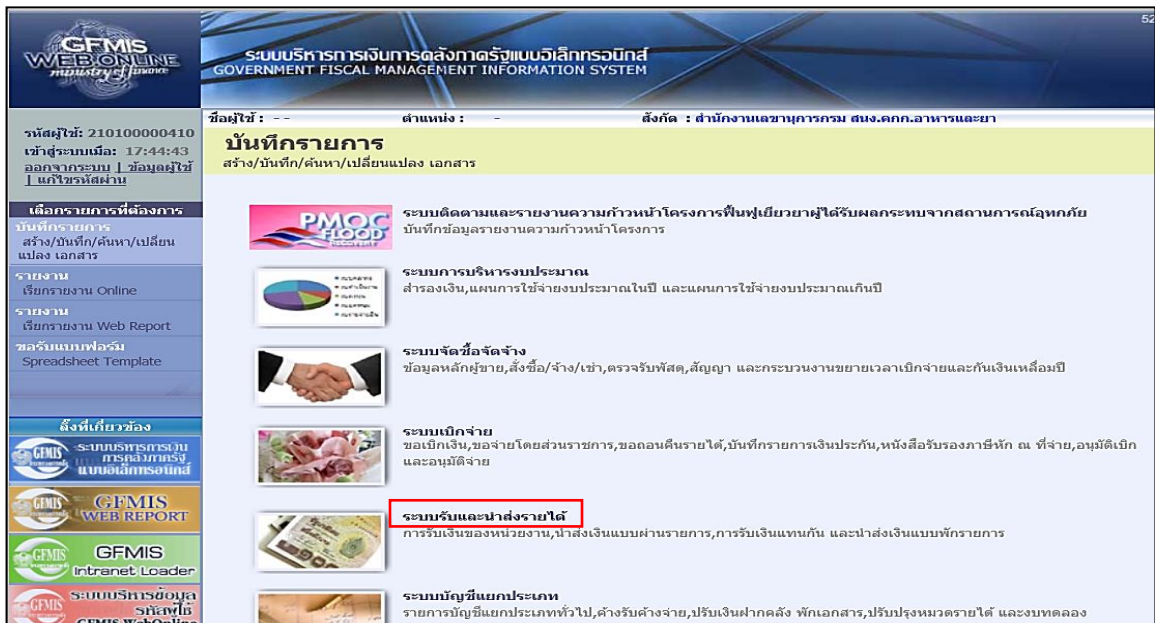 52
GFMIS
WEB ONLINE
ministry of finance
ระบบบริหารการเงินการคลังภาครัฐแบบอิเล็กทรอนิกส์
GOVERNMENT FISCAL MANAGEMENT INFORMATION SYSTEM
ชื่อผู้ใช้ : -- ตำแหน่ง : - สังกัด : สำนักงานเลขานุการกรม สนง.คกก.อาหารและยา
รหัสผู้ใช้: 210100000410
เข้าสู่ระบบเมื่อ: 17:44:43
ออกจากระบบ | ข้อมูลผู้ใช้
| แก้ไขรหัสผ่าน
เลือกรายการที่ต้องการ
บันทึกรายการ
สร้าง/บันทึก/ค้นหา/เปลี่ยน
แปลง เอกสาร
รายงาน
เรียกรายงาน Online
รายงาน
เรียกรายงาน Web Report
ขอรับแบบฟอร์ม
Spreadsheet Template
ลิ้งที่เกี่ยวข้อง
GFMIS
ระบบบริหารการเงิน
การคลังภาครัฐ
แบบอิเล็กทรอนิกส์
GFMIS
GFMIS
WEB REPORT
GFMIS
GFMIS
Intranet Loader
GFMIS
ระบบบริหารข้อมูล
รหัสผู้ใช้
GFMIS WebOnline
บันทึกรายการ
สร้าง/บันทึก/ค้นหา/เปลี่ยนแปลง เอกสาร
PMOC
FLOOD
RECOVERY
ระบบติดตามและรายงานความก้าวหน้าโครงการฟื้นฟูเยียวยาผู้ได้รับผลกระทบจากสถานการณ์อุทกภัย
บันทึกข้อมูลรายงานความก้าวหน้าโครงการ
ระบบการบริหารงบประมาณ
สำรองเงิน,แผนการใช้จ่ายงบประมาณในปี และแผนการใช้จ่ายงบประมาณเกินปี
ระบบจัดซื้อจัดจ้าง
ข้อมูลหลักผู้ขาย,สั่งซื้อ/จ้าง/เช่า,ตรวจรับพัสดุ,สัญญา และกระบวนงานขยายเวลาเบิกจ่ายและกันเงินเหลื่อมปี
ระบบเบิกจ่าย
ขอเบิกเงิน,ขอจ่ายโดยส่วนราชการ,ขอถอนคืนรายได้,บันทึกรายการเงินประกัน,หนังสือรับรองภาษีหัก ณ ที่จ่าย,อนุมัติเบิก
และอนุมัติจ่าย
ระบบรับและนำส่งรายได้
การรับเงินของหน่วยงาน,นำส่งเงินแบบผ่านรายการ,การรับเงินแทนกัน และนำส่งเงินแบบพักรายการ
ระบบบัญชีแยกประเภท
รายการบัญชีแยกประเภททั่วไป,ค้างรับค้างจ่าย,ปรับเงินฝากคลัง พักเอกสาร,ปรับปรุงหมวดรายได้ และงบทดลอง